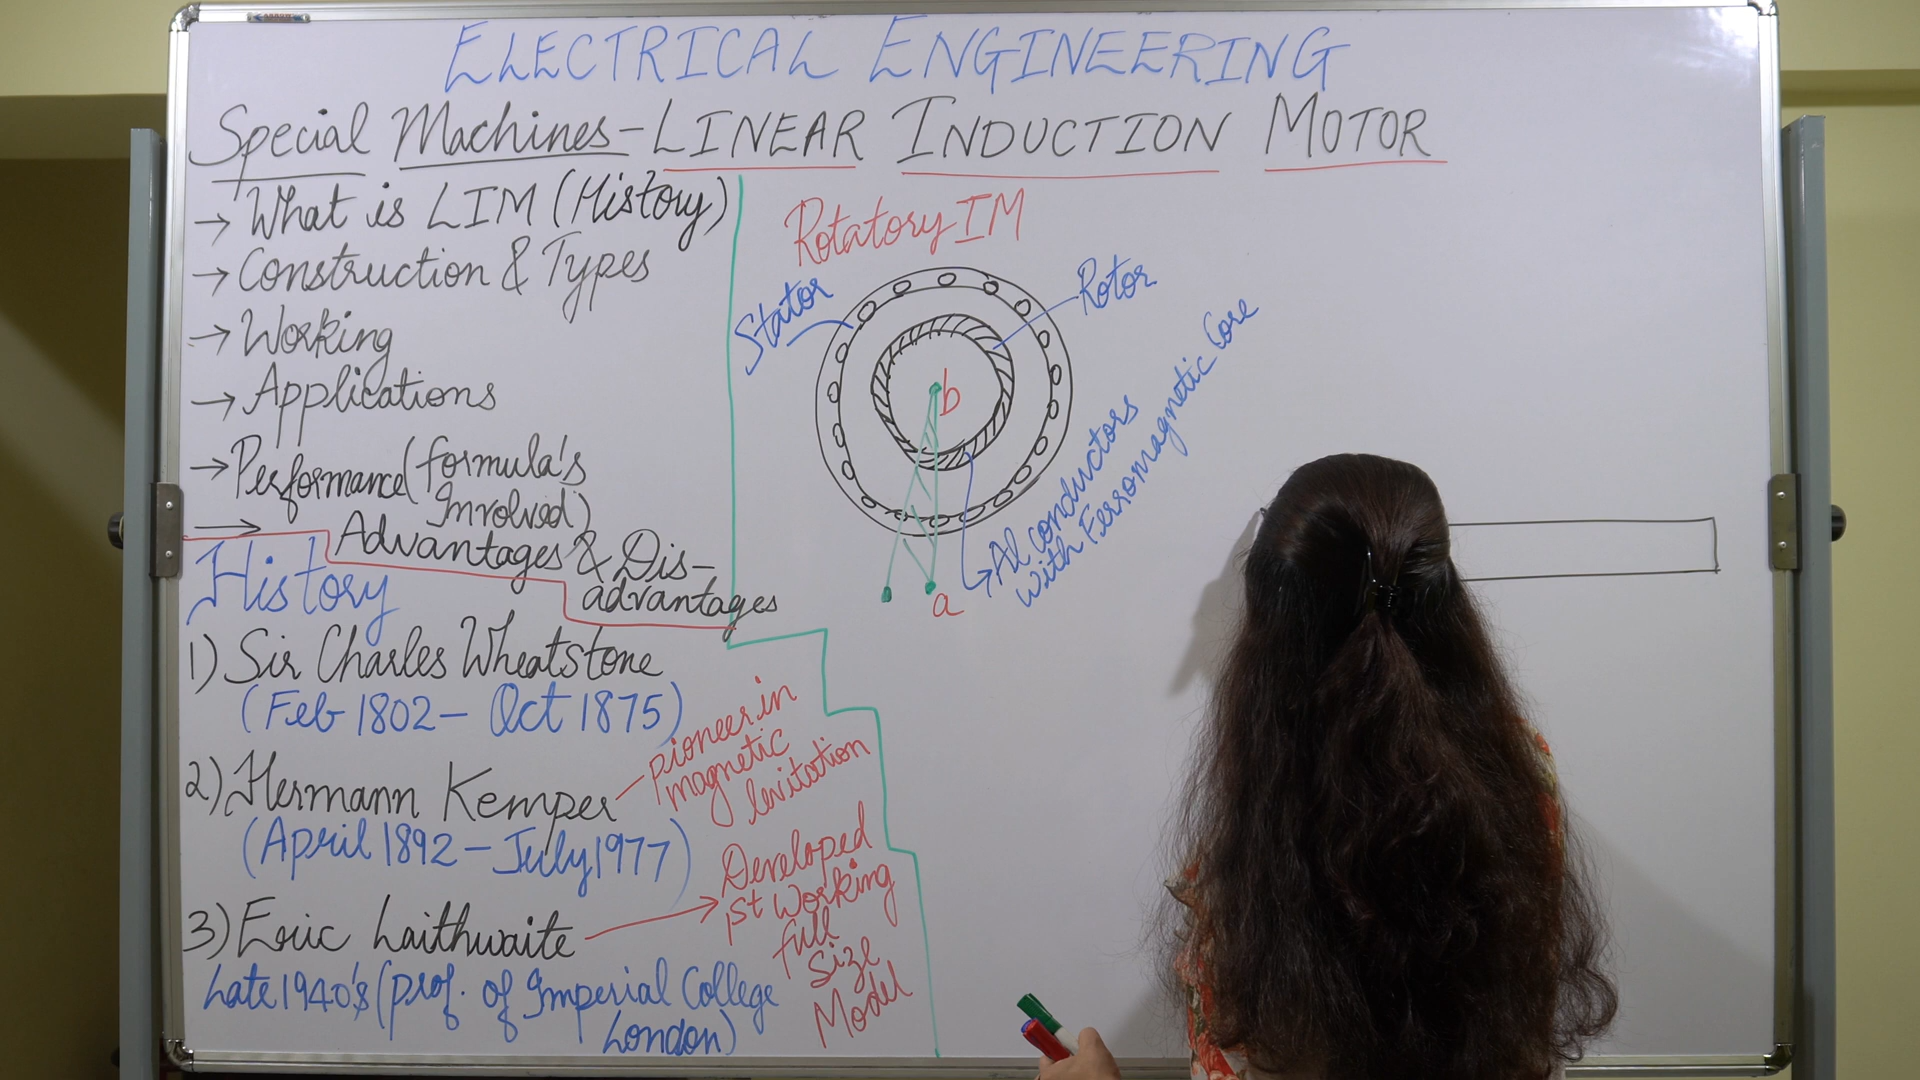 ELECTRICAL ENGINEERING
Special Machines - LINEAR INDUCTION MOTOR
→ What is LIM (History)
→ Construction & Types
→ Working
→ Applications
→ Performance (formula's
Involved)
→ Advantages & Dis-
advantages
History
1) Sir Charles Wheatstone
(Feb 1802 - Oct 1875)
2) Hermann Kemper
pioneer in
magnetic
levitation
(April 1892 - July 1977)
3) Eric Laithwaite
Developed
1st Working
full
Size
Model
Late 1940's (prof. of Imperial College
London)
Rotatory IM
Stator
Rotor
b
a
Al conductors
with Ferromagnetic Core